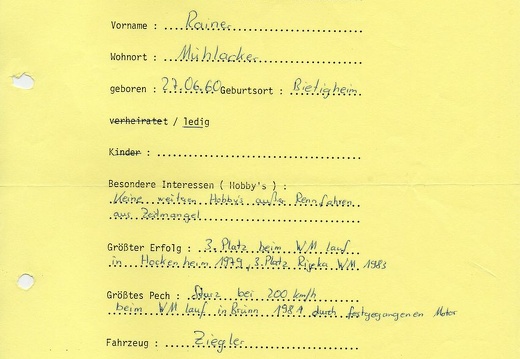 Vorname : Rainer
Wohnort : Mühlacker
geboren : 27.06.60 Geburtsort : Bietigheim
verheiratet / ledig
Kinder :
Besondere Interessen ( Hobby's ) :
Keine weitern Hobby's außer Rennfahren
aus Zeitmangel
Größter Erfolg : 3. Platz beim WM lauf
in Hockenheim 1979, 3. Platz Rijeka WM 1983
Größtes Pech : Sturz bei 200 km/h
beim WM lauf in Brünn 1981 durch festgegangenen Motor
Fahrzeug : Ziegler